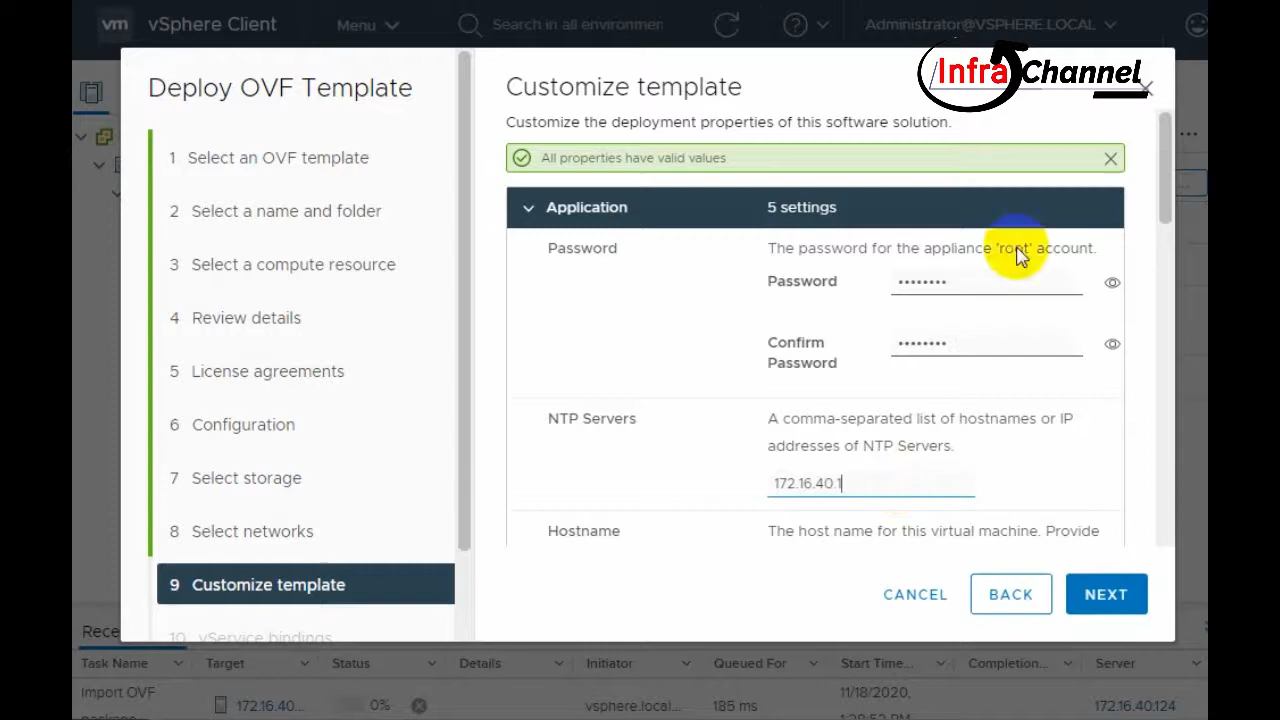 vm vSphere Client Menu Search in all environmen Administrator@VSPHERE.LOCAL
InfraChannel
Deploy OVF Template
1 Select an OVF template
2 Select a name and folder
3 Select a compute resource
4 Review details
5 License agreements
6 Configuration
7 Select storage
8 Select networks
9 Customize template
10 vService bindings
Customize template
Customize the deployment properties of this software solution.
All properties have valid values
Application 5 settings
Password The password for the appliance 'root' account.
Password ••••••••
Confirm
Password ••••••••
NTP Servers A comma-separated list of hostnames or IP
addresses of NTP Servers.
172.16.40.1
Hostname The host name for this virtual machine. Provide
CANCEL BACK NEXT
Rece
Task Name Target Status Details Initiator Queued For Start Time... Completion... Server
Import OVF 172.16.40... 0% vsphere.local... 185 ms 11/18/2020, 172.16.40.124